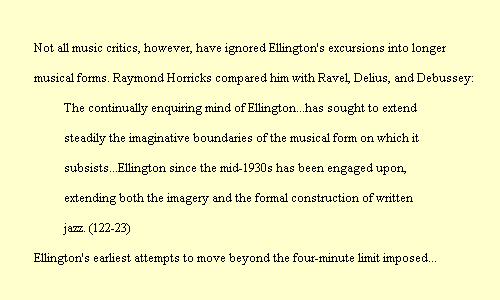 Not all music critics, however, have ignored Ellington's excursions into longer
musical forms. Raymond Horricks compared him with Ravel, Delius, and Debussey:
The continually enquiring mind of Ellington...has sought to extend
steadily the imaginative boundaries of the musical form on which it
subsists...Ellington since the mid-1930s has been engaged upon,
extending both the imagery and the formal construction of written
jazz. (122-23)
Ellington's earliest attempts to move beyond the four-minute limit imposed...